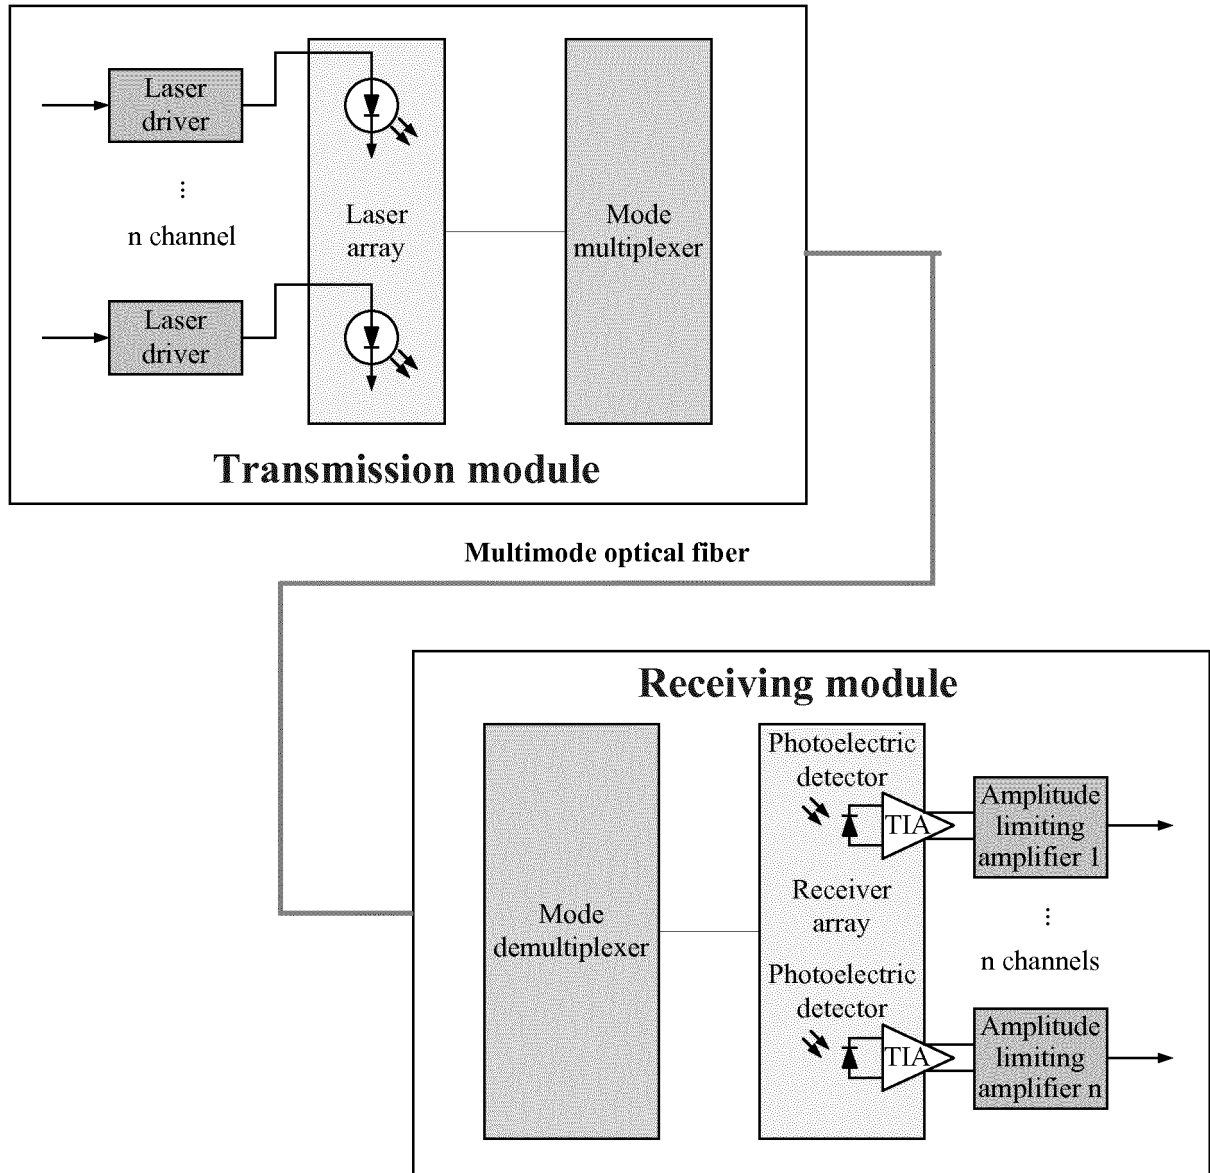 Laser
driver
⋮
n channel
Laser
driver
Laser
array
Mode
multiplexer
Transmission module
Multimode optical fiber
Receiving module
Mode
demultiplexer
Photoelectric
detector
TIA
Receiver
array
Photoelectric
detector
TIA
Amplitude
limiting
amplifier 1
⋮
n channels
Amplitude
limiting
amplifier n